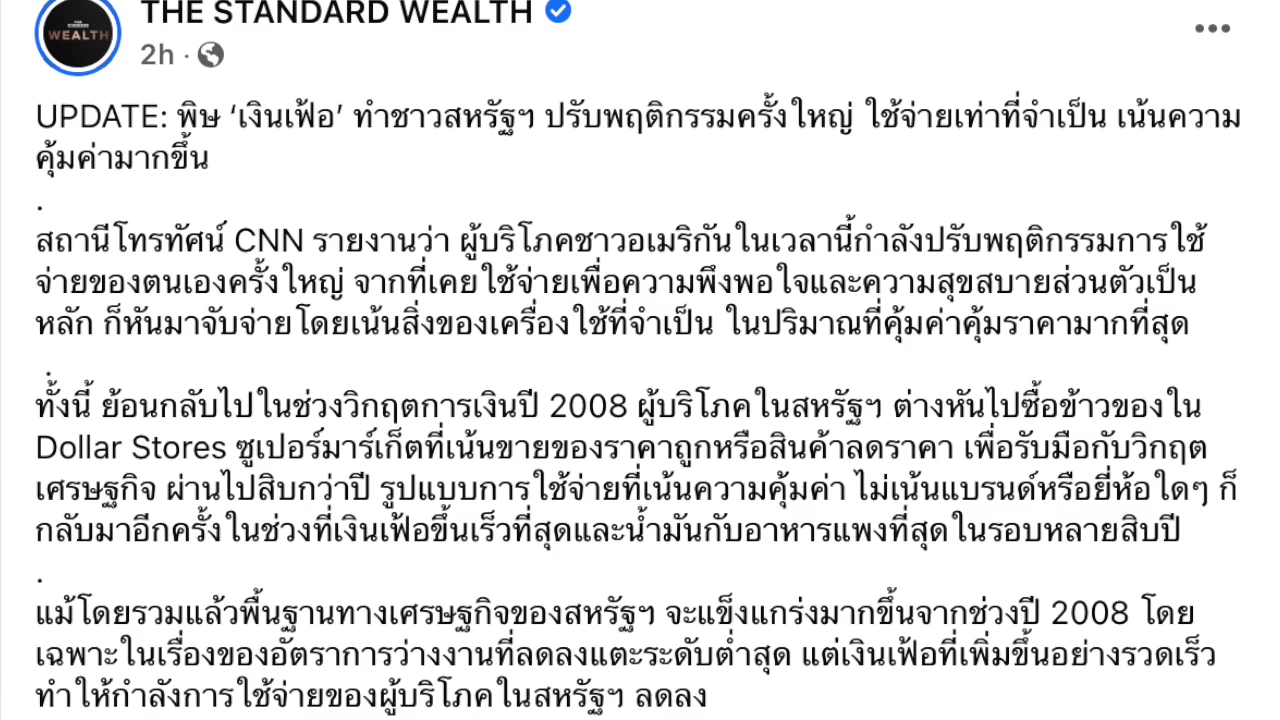 THE STANDARD WEALTH
THE STANDARD
WEALTH
2h ·
UPDATE: พิษ ‘เงินเฟ้อ’ ทำชาวสหรัฐฯ ปรับพฤติกรรมครั้งใหญ่ ใช้จ่ายเท่าที่จำเป็น เน้นความ
คุ้มค่ามากขึ้น
.
สถานีโทรทัศน์ CNN รายงานว่า ผู้บริโภคชาวอเมริกันในเวลานี้กำลังปรับพฤติกรรมการใช้
จ่ายของตนเองครั้งใหญ่ จากที่เคยใช้จ่ายเพื่อความพึงพอใจและความสุขสบายส่วนตัวเป็น
หลัก ก็หันมาจับจ่ายโดยเน้นสิ่งของเครื่องใช้ที่จำเป็น ในปริมาณที่คุ้มค่าคุ้มราคามากที่สุด
.
ทั้งนี้ ย้อนกลับไปในช่วงวิกฤตการเงินปี 2008 ผู้บริโภคในสหรัฐฯ ต่างหันไปซื้อข้าวของใน
Dollar Stores ซูเปอร์มาร์เก็ตที่เน้นขายของราคาถูกหรือสินค้าลดราคา เพื่อรับมือกับวิกฤต
เศรษฐกิจ ผ่านไปสิบกว่าปี รูปแบบการใช้จ่ายที่เน้นความคุ้มค่า ไม่เน้นแบรนด์หรือยี่ห้อใดๆ ก็
กลับมาอีกครั้งในช่วงที่เงินเฟ้อขึ้นเร็วที่สุดและน้ำมันกับอาหารแพงที่สุดในรอบหลายสิบปี
.
แม้โดยรวมแล้วพื้นฐานทางเศรษฐกิจของสหรัฐฯ จะแข็งแกร่งมากขึ้นจากช่วงปี 2008 โดย
เฉพาะในเรื่องของอัตราการว่างงานที่ลดลงแตะระดับต่ำสุด แต่เงินเฟ้อที่เพิ่มขึ้นอย่างรวดเร็ว
ทำให้กำลังการใช้จ่ายของผู้บริโภคในสหรัฐฯ ลดลง